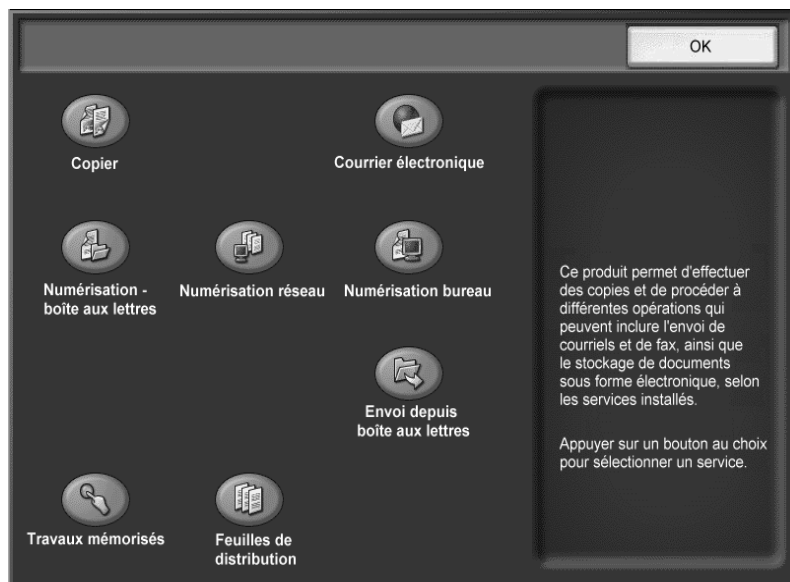 OK
Copier
Courrier électronique
Numérisation -
boîte aux lettres
Numérisation réseau
Numérisation bureau
Envoi depuis
boîte aux lettres
Travaux mémorisés
Feuilles de
distribution
Ce produit permet d'effectuer
des copies et de procéder à
différentes opérations qui
peuvent inclure l'envoi de
courriels et de fax, ainsi que
le stockage de documents
sous forme électronique, selon
les services installés.
Appuyer sur un bouton au choix
pour sélectionner un service.